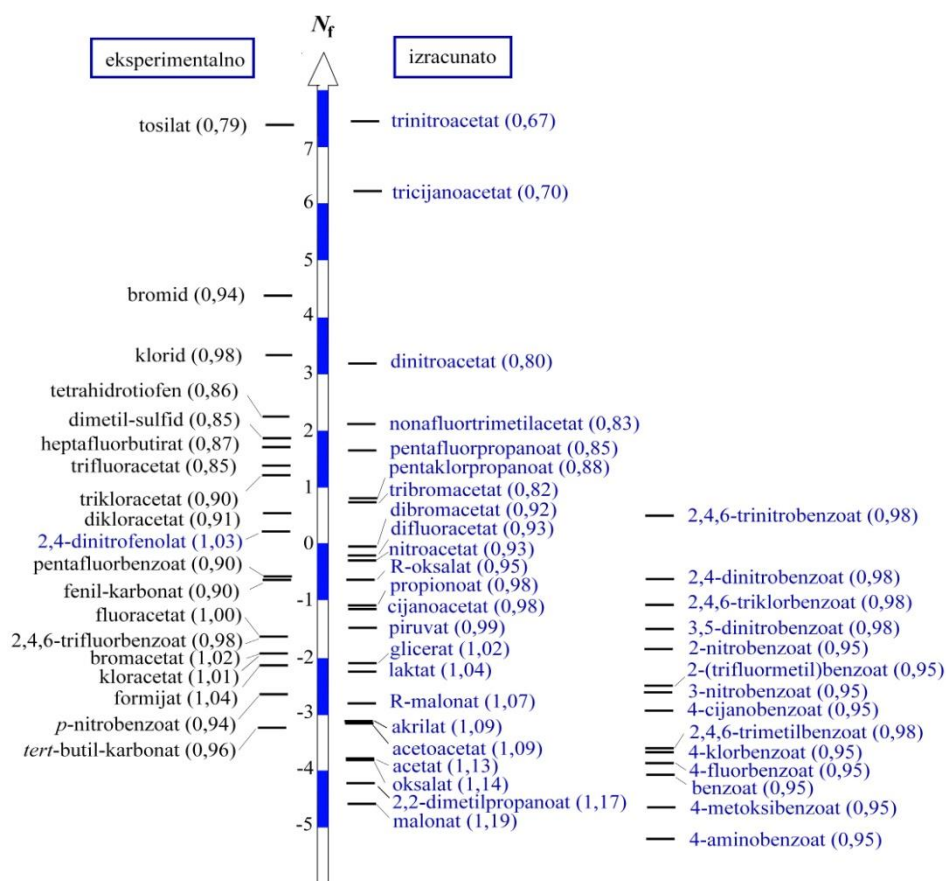 N_f
eksperimentalno
izracunato
tosilat (0,79)
bromid (0,94)
klorid (0,98)
tetrahidrotiofen (0,86)
dimetil-sulfid (0,85)
heptafluorbutirat (0,87)
trifluoracetat (0,85)
trikloracetat (0,90)
dikloracetat (0,91)
2,4-dinitrofenolat (1,03)
pentafluorbenzoat (0,90)
fenil-karbonat (0,90)
fluoracetat (1,00)
2,4,6-trifluorbenzoat (0,98)
bromacetat (1,02)
kloracetat (1,01)
formijat (1,04)
p-nitrobenzoat (0,94)
tert-butil-karbonat (0,96)
7
6
5
4
3
2
1
0
-1
-2
-3
-4
-5
trinitroacetat (0,67)
tricijanoacetat (0,70)
dinitroacetat (0,80)
nonafluortrimetilacetat (0,83)
pentafluorpropanoat (0,85)
pentaklorpropanoat (0,88)
tribromacetat (0,82)
dibromacetat (0,92)
difluoracetat (0,93)
nitroacetat (0,93)
R-oksalat (0,95)
propionoat (0,98)
cijanoacetat (0,98)
piruvat (0,99)
glicerat (1,02)
laktat (1,04)
R-malonat (1,07)
akrilat (1,09)
acetoacetat (1,09)
acetat (1,13)
oksalat (1,14)
2,2-dimetilpropanoat (1,17)
malonat (1,19)
2,4,6-trinitrobenzoat (0,98)
2,4-dinitrobenzoat (0,98)
2,4,6-triklorbenzoat (0,98)
3,5-dinitrobenzoat (0,98)
2-nitrobenzoat (0,95)
2-(trifluormetil)benzoat (0,95)
3-nitrobenzoat (0,95)
4-cijanobenzoat (0,95)
2,4,6-trimetilbenzoat (0,98)
4-klorbenzoat (0,95)
4-fluorbenzoat (0,95)
benzoat (0,95)
4-metoksibenzoat (0,95)
4-aminobenzoat (0,95)